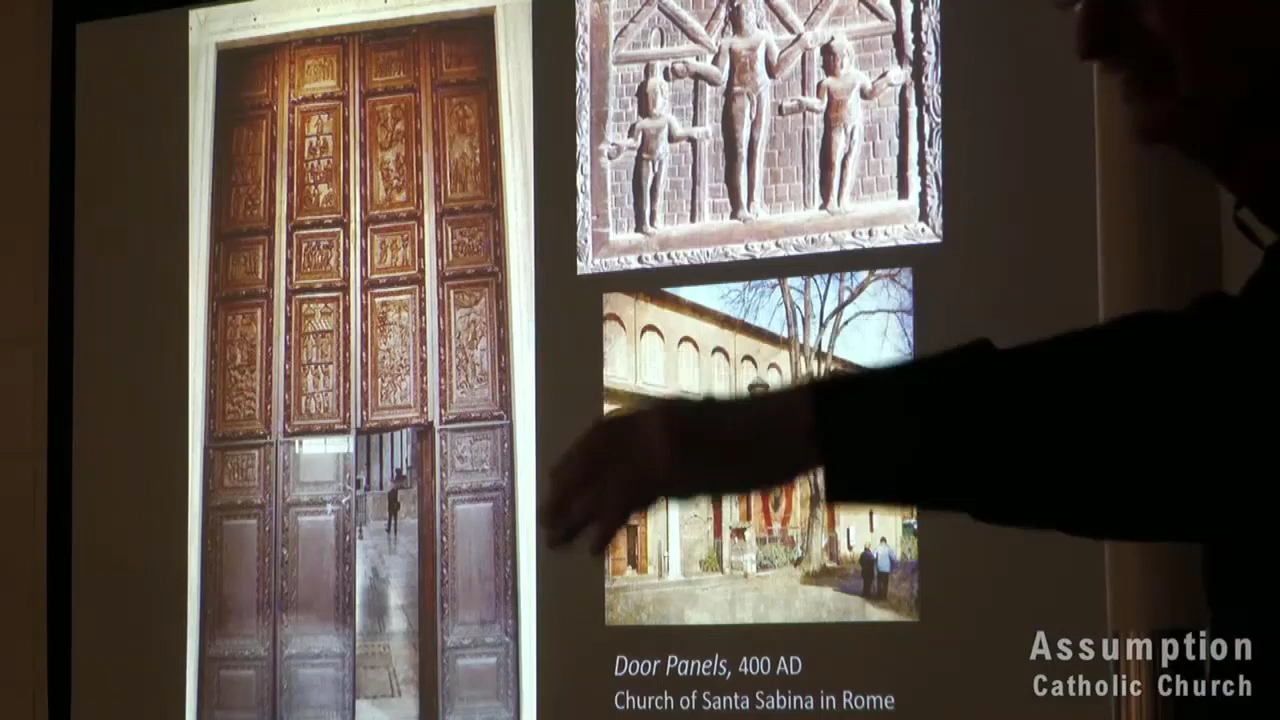 Door Panels, 400 AD
Church of Santa Sabina in Rome
Assumption
Catholic Church